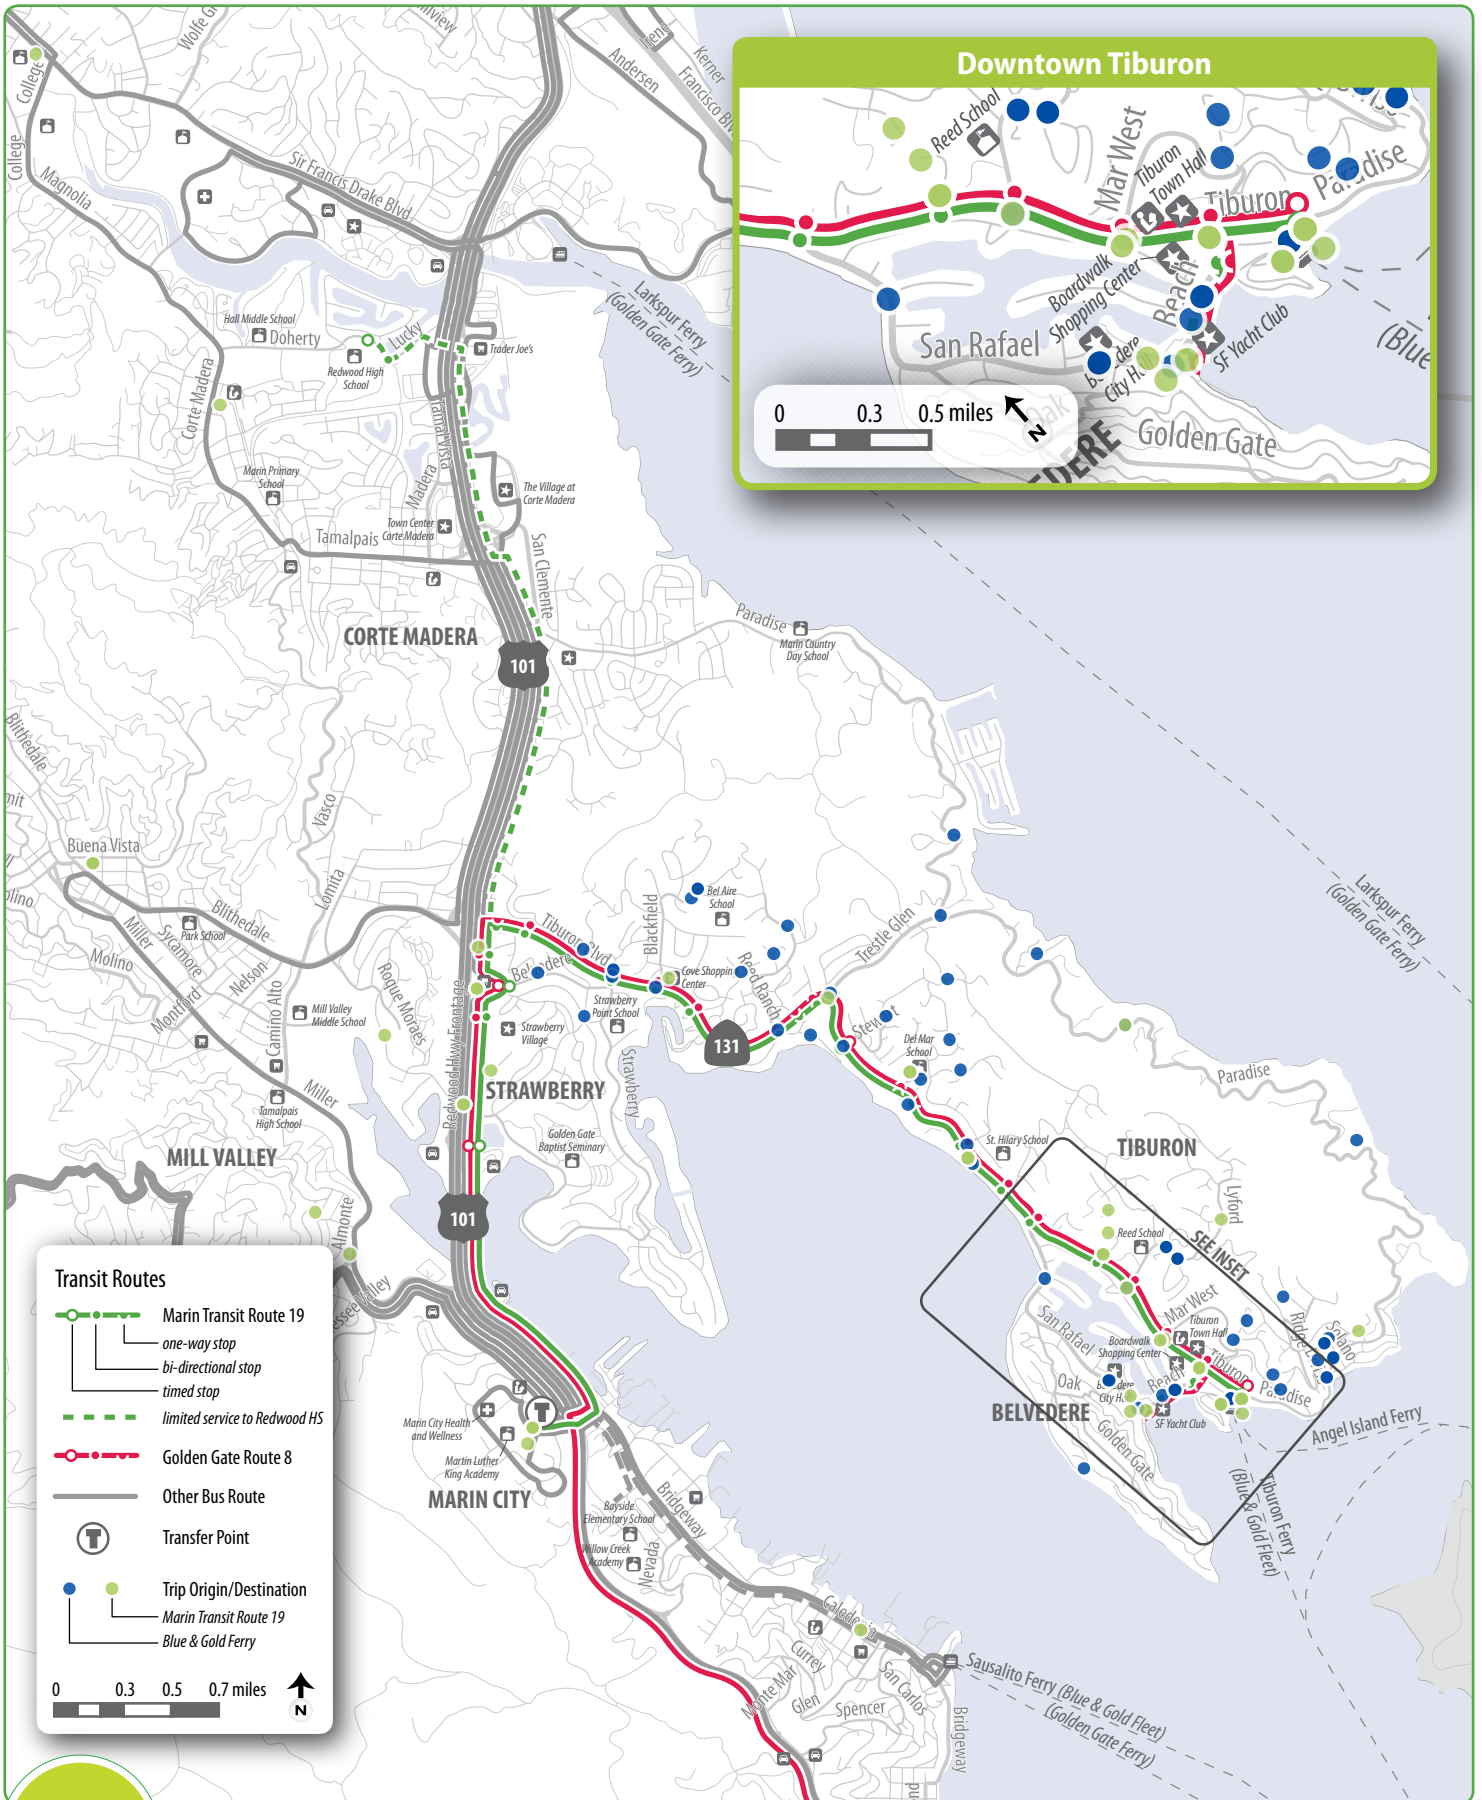 Downtown Tiburon
Reed School
Mar West
Tiburon
Town Hall
Tiburon
Paradise
Boardwalk
Shopping Center
Beach
San Rafael
City Hall
SF Yacht Club
(Blue
Golden Gate
0 0.3 0.5 miles
N
College
College
Magnolia
Andersen
Irene
Kerner
Sir Francis Drake Blvd
Larkspur Ferry
(Golden Gate Ferry)
Hall Middle School
Doherty
Lucky
Redwood High
School
Trader Joe's
Corte Madera
Tamal Vista
Madera
Marin Primary
School
The Village at
Corte Madera
Town Center
Corte Madera
Tamalpais
San Clemente
CORTE MADERA
101
Paradise
Marin Country
Day School
Blithedale
Buena Vista
Vasco
Lomita
Blithedale
Miller
Sycamore
Park School
Molino
Nelson
Montford
Camino Alto
Mill Valley
Middle School
Roque Moraes
Miller
Tamalpais
High School
MILL VALLEY
Almonte
Redwood Hwy Frontage
Tiburon Blvd
Belvedere
Blackfield
Bel Aire
School
Cove Shoppin
Center
Reed Ranch
Trestle Glen
Strawberry
Point School
Strawberry
Village
131
Stewart
Del Mar
School
STRAWBERRY
Strawberry
Golden Gate
Baptist Seminary
101
Larkspur Ferry
(Golden Gate Ferry)
Paradise
St. Hilary School
TIBURON
Lyford
Reed School
SEE INSET
Mar West
San Rafael
Tiburon
Town Hall
Boardwalk
Shopping Center
Tiburon
Solano
Oak
Beach
Paradise
BELVEDERE
SF Yacht Club
Golden Gate
Angel Island Ferry
Tiburon Ferry
(Blue & Gold Fleet)
Marin City Health
and Wellness
Martin Luther
King Academy
MARIN CITY
Bayside
Elementary School
Willow Creek
Academy
Nevada
Bridgeway
Caledonia
Currey
Monte Mar
Glen
San Carlos
Spencer
Bridgeway
Sausalito Ferry (Blue & Gold Fleet)
(Golden Gate Ferry)
Transit Routes
Marin Transit Route 19
one-way stop
bi-directional stop
timed stop
limited service to Redwood HS
Golden Gate Route 8
Other Bus Route
T Transfer Point
Trip Origin/Destination
Marin Transit Route 19
Blue & Gold Ferry
0 0.3 0.5 0.7 miles
N